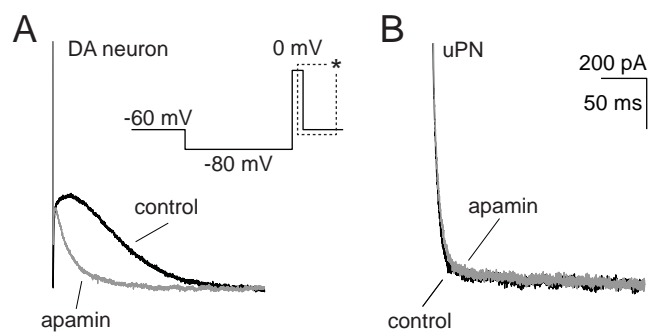 A
DA neuron
0 mV
*
-60 mV
-80 mV
control
apamin
B
uPN
200 pA
50 ms
apamin
control